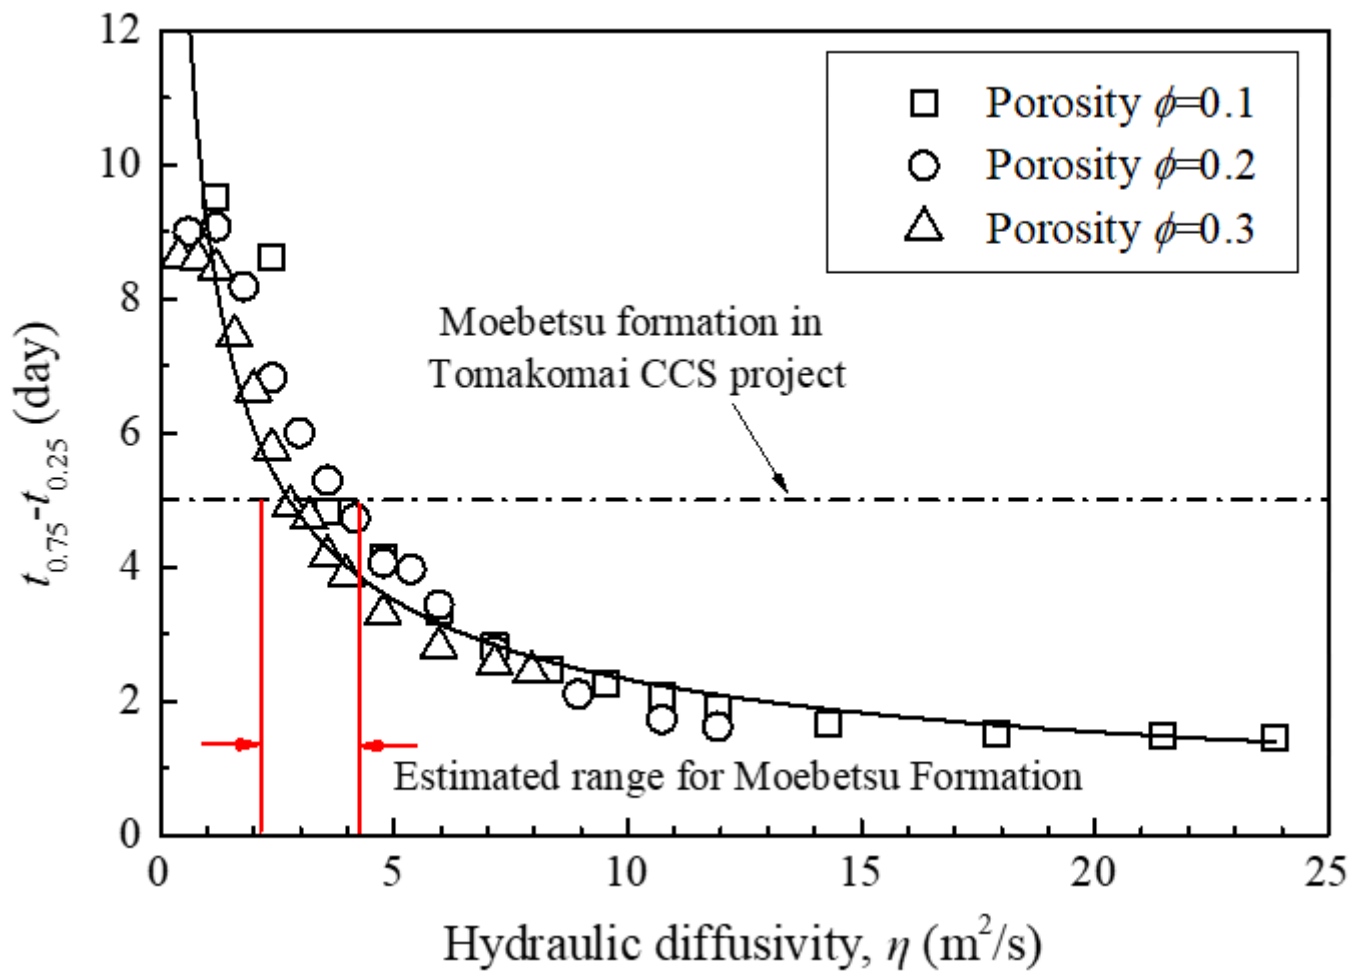 12
10
8
6
4
2
0
t0.75-t0.25 (day)
Porosity ϕ=0.1
Porosity ϕ=0.2
Porosity ϕ=0.3
Moebetsu formation in
Tomakomai CCS project
Estimated range for Moebetsu Formation
0 5 10 15 20 25
Hydraulic diffusivity, η (m²/s)